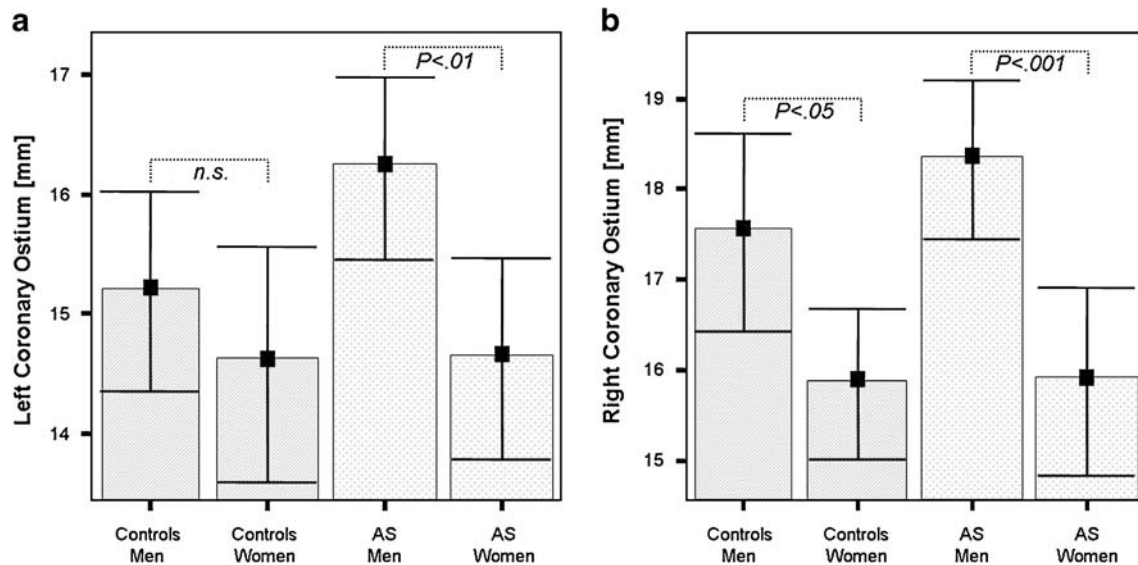 a
Left Coronary Ostium [mm]
17
16
15
14
n.s.
P<.01
Controls Men
Controls Women
AS Men
AS Women
b
Right Coronary Ostium [mm]
19
18
17
16
15
P<.05
P<.001
Controls Men
Controls Women
AS Men
AS Women